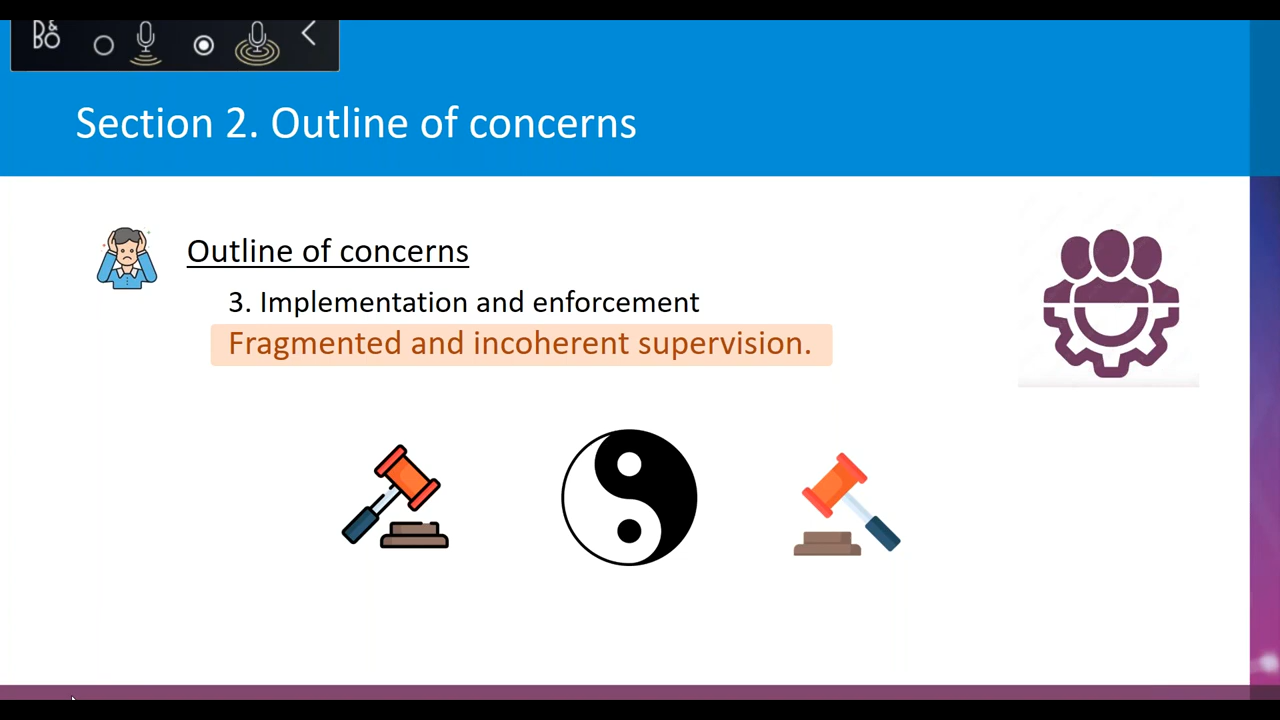 B&O
Section 2. Outline of concerns
Outline of concerns
3. Implementation and enforcement
Fragmented and incoherent supervision.